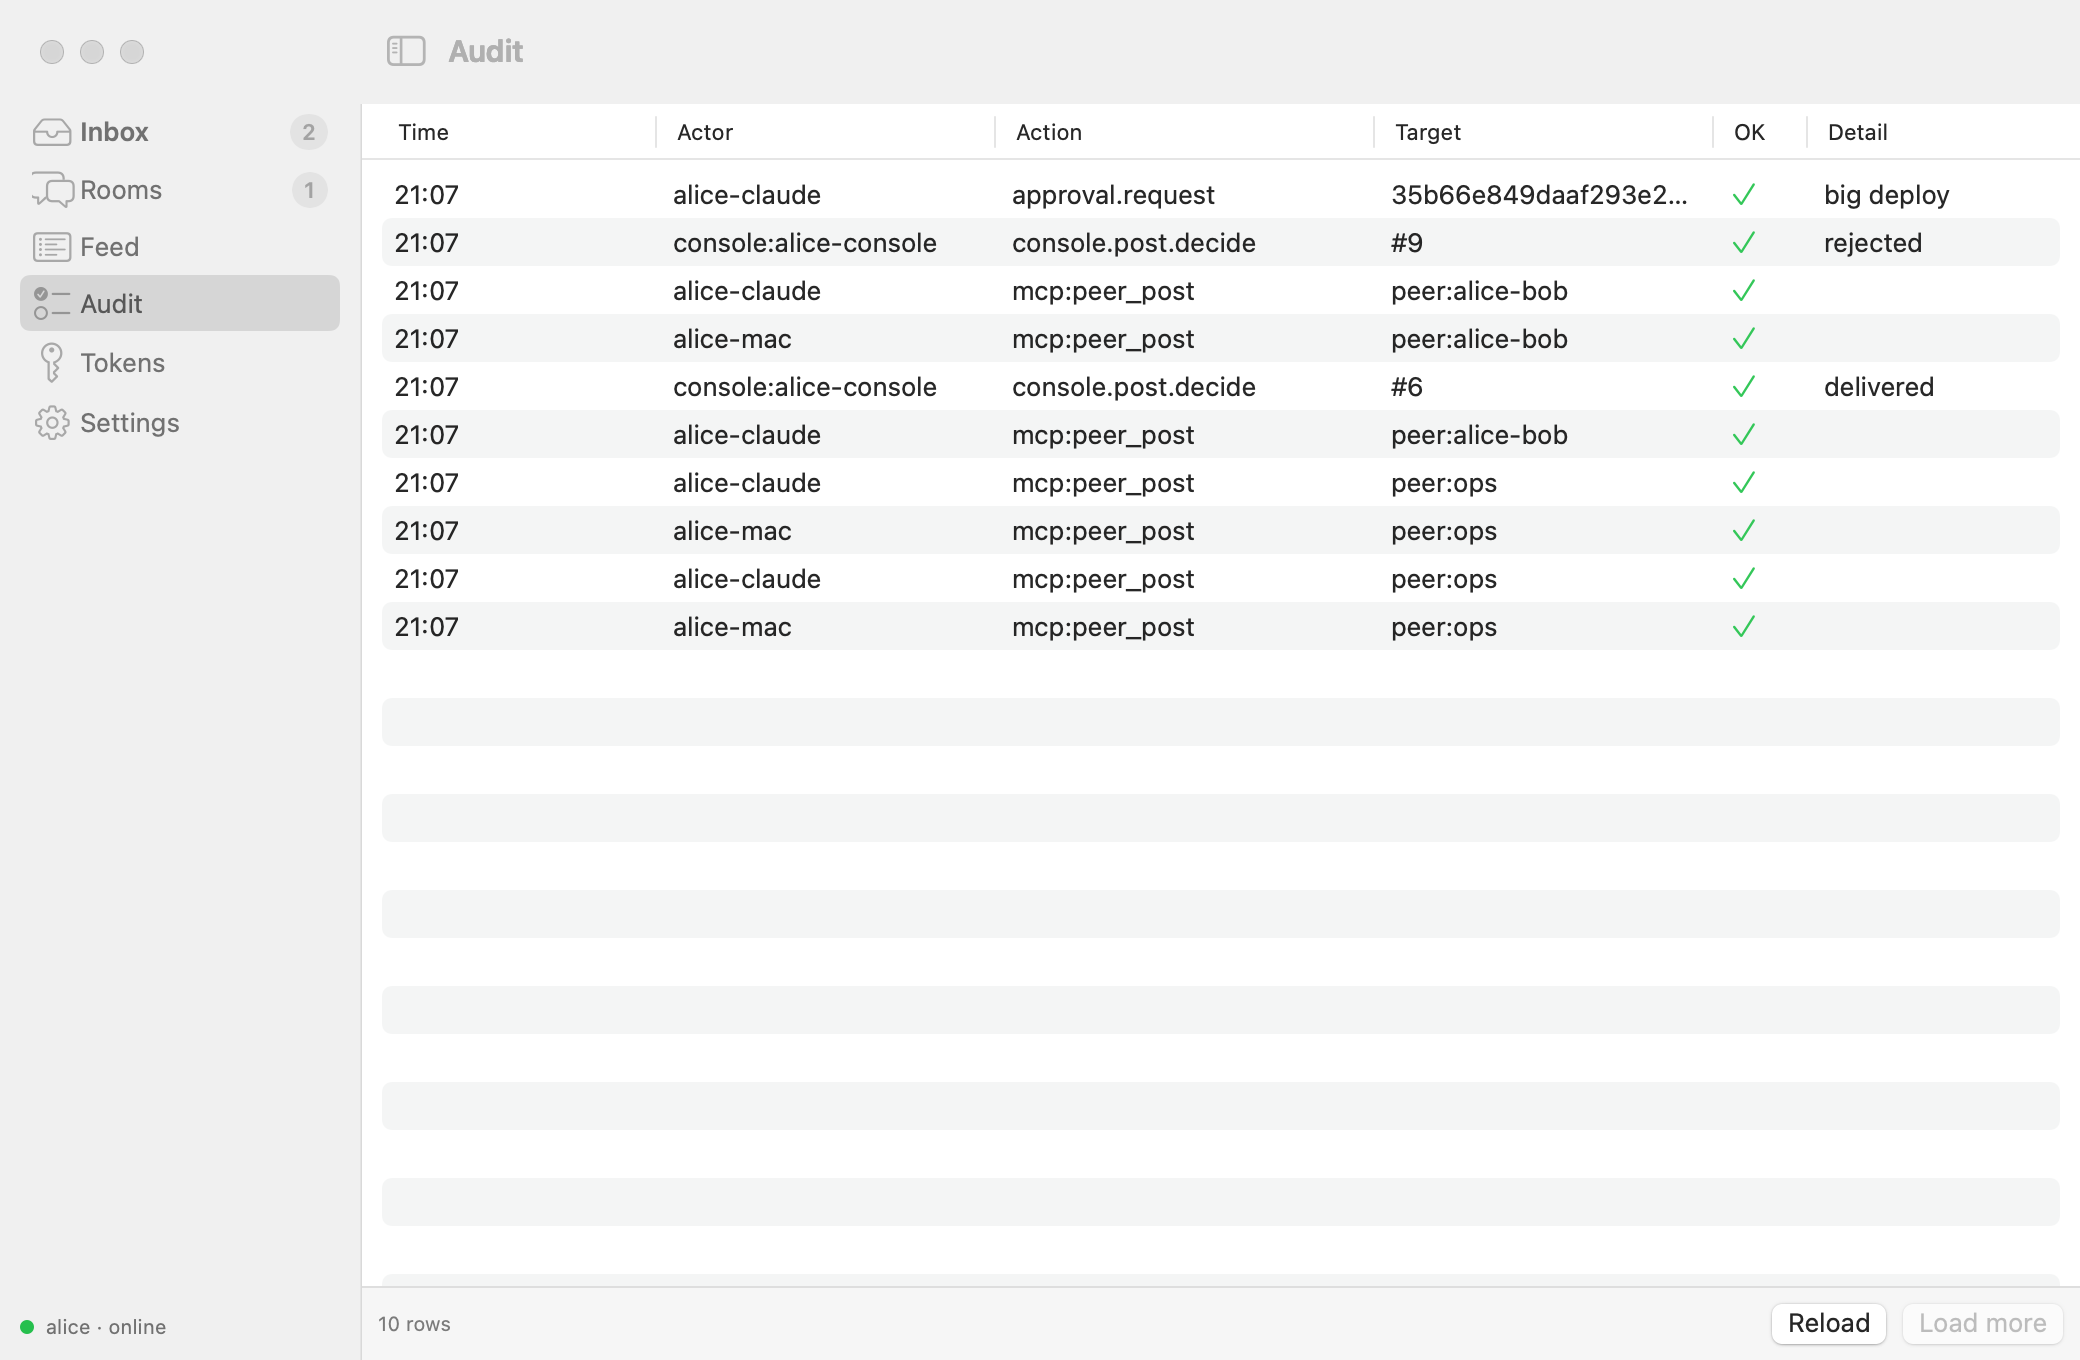 Audit
Inbox 2
Rooms 1
Feed
Audit
Tokens
Settings
Time Actor Action Target OK Detail
21:07 alice-claude approval.request 35b66e849daaf293e2... ✓ big deploy
21:07 console:alice-console console.post.decide #9 ✓ rejected
21:07 alice-claude mcp:peer_post peer:alice-bob ✓
21:07 alice-mac mcp:peer_post peer:alice-bob ✓
21:07 console:alice-console console.post.decide #6 ✓ delivered
21:07 alice-claude mcp:peer_post peer:alice-bob ✓
21:07 alice-claude mcp:peer_post peer:ops ✓
21:07 alice-mac mcp:peer_post peer:ops ✓
21:07 alice-claude mcp:peer_post peer:ops ✓
21:07 alice-mac mcp:peer_post peer:ops ✓
alice · online
10 rows
Reload Load more